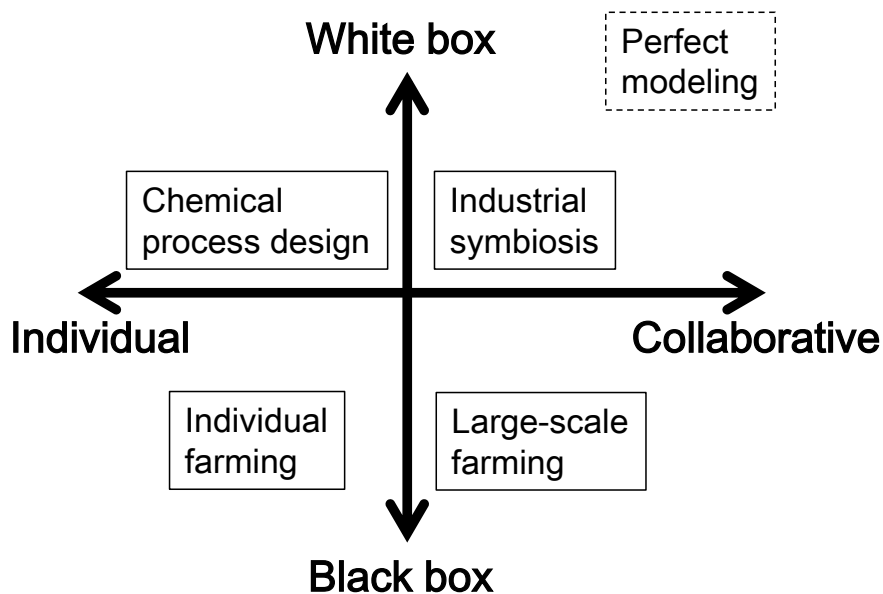 White box
Perfect
modeling
Chemical
process design
Industrial
symbiosis
Individual
Collaborative
Individual
farming
Large-scale
farming
Black box